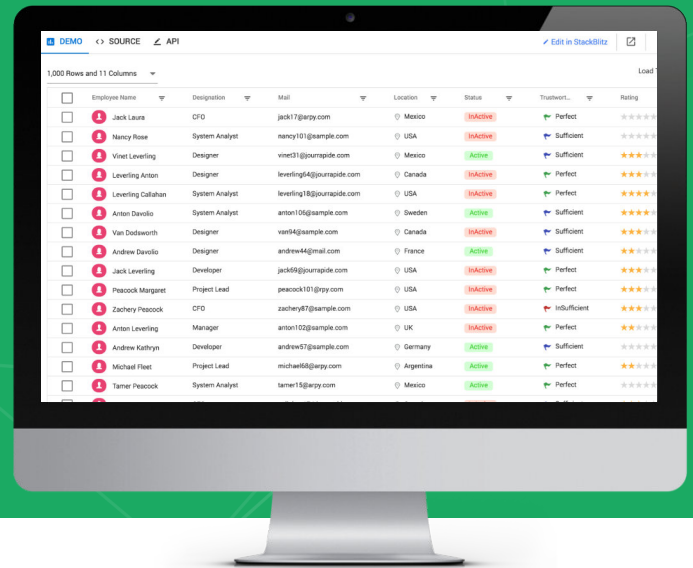 DEMO <> SOURCE API Edit in StackBlitz
1,000 Rows and 11 Columns Load
Employee Name Designation Mail Location Status Trustwort... Rating
Jack Laura CFO jack17@arpy.com Mexico InActive Perfect
Nancy Rose System Analyst nancy101@sample.com USA InActive Sufficient
Vinet Leverling Designer vinet31@jourrapide.com Mexico Active Sufficient
Leverling Anton Designer leverling64@jourrapide.com Canada InActive Perfect
Leverling Callahan System Analyst leverling18@jourrapide.com USA InActive Perfect
Anton Davolio System Analyst anton106@sample.com Sweden Active Sufficient
Van Dodsworth Designer van94@sample.com Canada InActive Sufficient
Andrew Davolio Designer andrew44@mail.com France Active Sufficient
Jack Leverling Developer jack69@jourrapide.com USA InActive Perfect
Peacock Margaret Project Lead peacock101@rpy.com USA InActive Perfect
Zachery Peacock CFO zachery87@sample.com USA InActive InSufficient
Anton Leverling Manager anton102@sample.com UK InActive Perfect
Andrew Kathryn Developer andrew57@sample.com Germany Active Sufficient
Michael Fleet Project Lead michael68@arpy.com Argentina Active Perfect
Tamer Peacock System Analyst tamer15@arpy.com Mexico Active Perfect